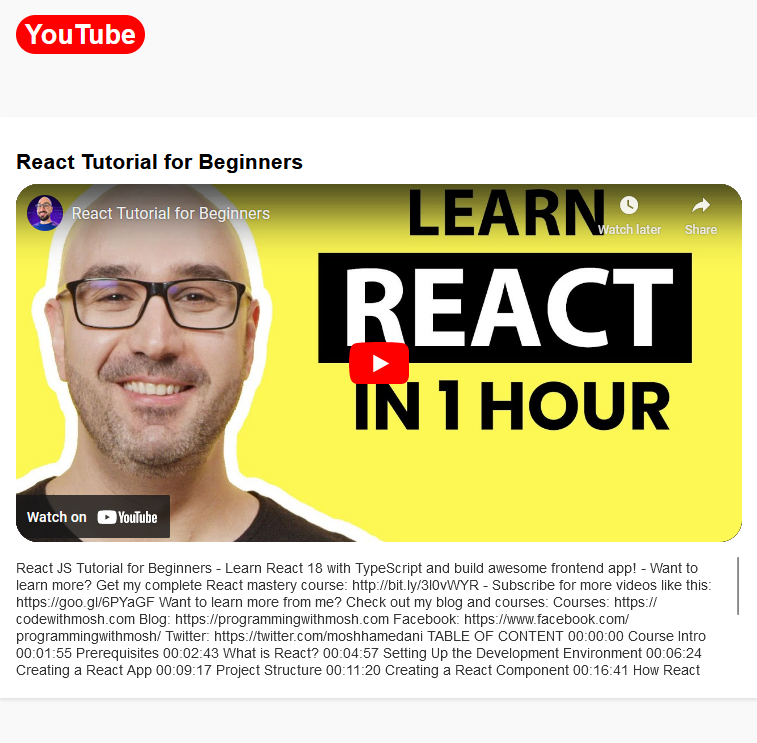 YouTube
React Tutorial for Beginners
React Tutorial for Beginners
Watch later
Share
LEARN
REACT
IN 1 HOUR
Watch on YouTube
React JS Tutorial for Beginners - Learn React 18 with TypeScript and build awesome frontend app! - Want to
learn more? Get my complete React mastery course: http://bit.ly/3l0vWYR - Subscribe for more videos like this:
https://goo.gl/6PYaGF Want to learn more from me? Check out my blog and courses: Courses: https://
codewithmosh.com Blog: https://programmingwithmosh.com Facebook: https://www.facebook.com/
programmingwithmosh/ Twitter: https://twitter.com/moshhamedani TABLE OF CONTENT 00:00:00 Course Intro
00:01:55 Prerequisites 00:02:43 What is React? 00:04:57 Setting Up the Development Environment 00:06:24
Creating a React App 00:09:17 Project Structure 00:11:20 Creating a React Component 00:16:41 How React